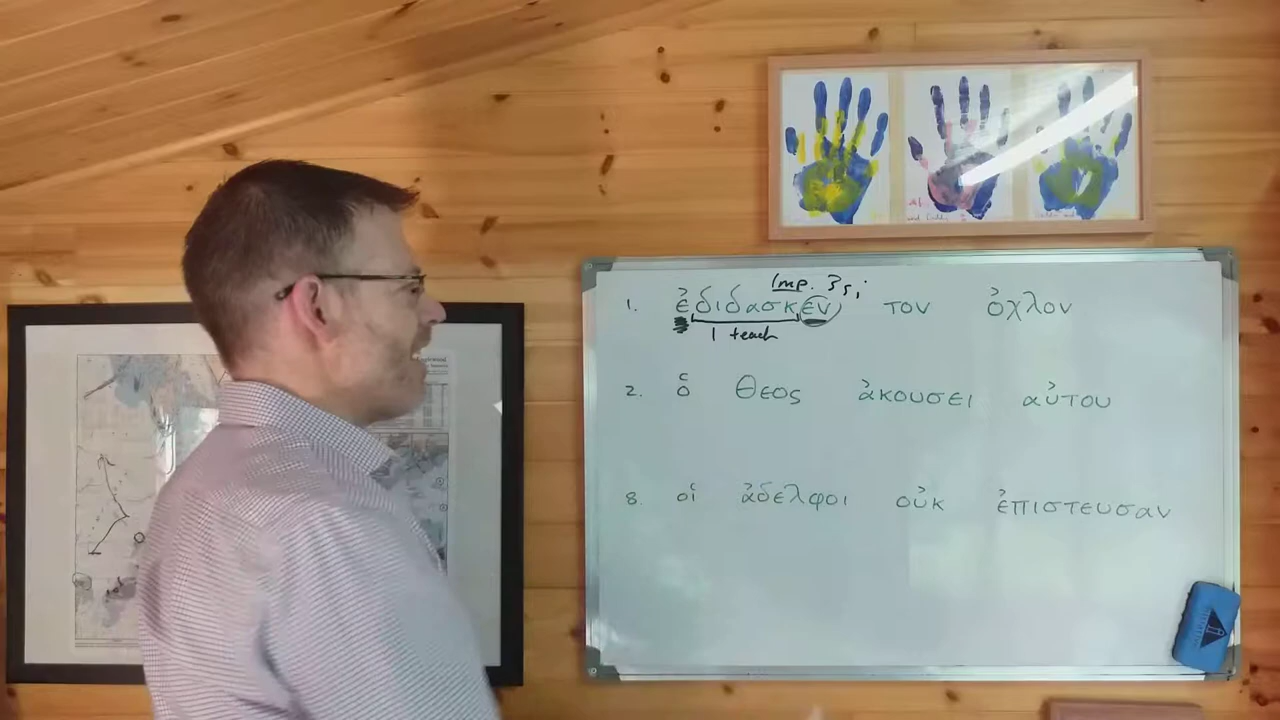 Imp. 3s;
1. ἐδιδασκεν τον ὀχλον
I teach
2. ὁ Θεος ἀκουσει αὐτου
8. οἱ ἀδελφοι οὐκ ἐπιστευσαν